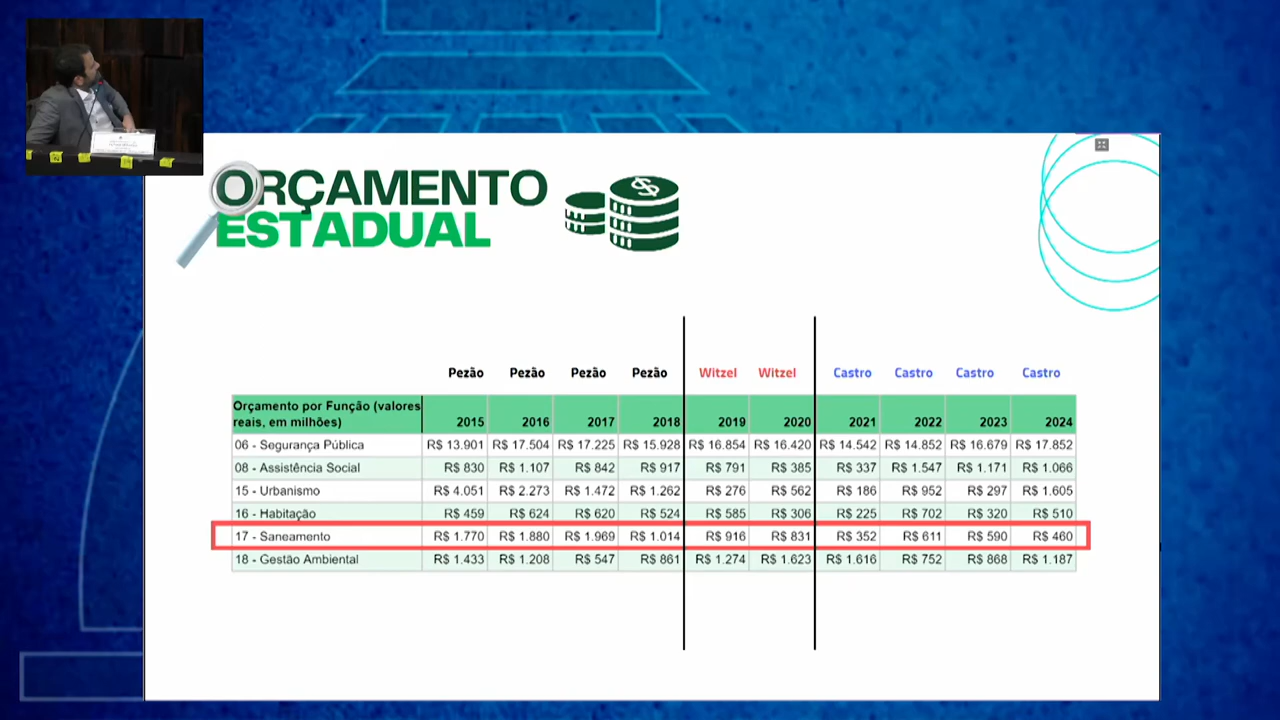 ORÇAMENTO
ESTADUAL
Pezão Pezão Pezão Pezão Witzel Witzel Castro Castro Castro Castro
Orçamento por Função (valores
reais, em milhões) 2015 2016 2017 2018 2019 2020 2021 2022 2023 2024
06 - Segurança Pública R$ 13.901 R$ 17.504 R$ 17.225 R$ 15.928 R$ 16.854 R$ 16.420 R$ 14.542 R$ 14.852 R$ 16.679 R$ 17.852
08 - Assistência Social R$ 830 R$ 1.107 R$ 842 R$ 917 R$ 791 R$ 385 R$ 337 R$ 1.547 R$ 1.171 R$ 1.066
15 - Urbanismo R$ 4.051 R$ 2.273 R$ 1.472 R$ 1.262 R$ 276 R$ 562 R$ 186 R$ 952 R$ 297 R$ 1.605
16 - Habitação R$ 459 R$ 624 R$ 620 R$ 524 R$ 585 R$ 306 R$ 225 R$ 702 R$ 320 R$ 510
17 - Saneamento R$ 1.770 R$ 1.880 R$ 1.969 R$ 1.014 R$ 916 R$ 831 R$ 352 R$ 611 R$ 590 R$ 460
18 - Gestão Ambiental R$ 1.433 R$ 1.208 R$ 547 R$ 861 R$ 1.274 R$ 1.623 R$ 1.616 R$ 752 R$ 868 R$ 1.187